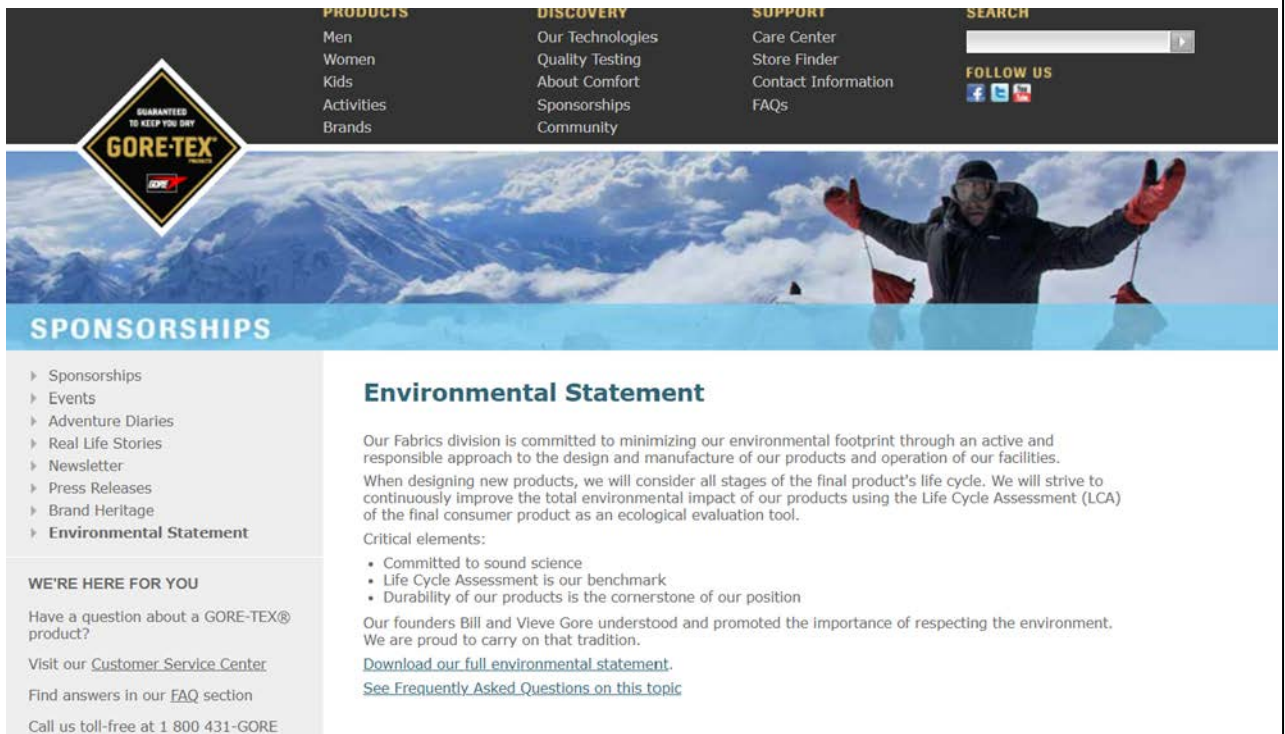 PRODUCTS
Men
Women
Kids
Activities
Brands
DISCOVERY
Our Technologies
Quality Testing
About Comfort
Sponsorships
Community
SUPPORT
Care Center
Store Finder
Contact Information
FAQs
SEARCH
FOLLOW US
GUARANTEED
TO KEEP YOU DRY
GORE-TEX®
PRODUCTS
GORE
SPONSORSHIPS
Sponsorships
Events
Adventure Diaries
Real Life Stories
Newsletter
Press Releases
Brand Heritage
Environmental Statement
WE'RE HERE FOR YOU
Have a question about a GORE-TEX®
product?
Visit our Customer Service Center
Find answers in our FAQ section
Call us toll-free at 1 800 431-GORE
Environmental Statement
Our Fabrics division is committed to minimizing our environmental footprint through an active and
responsible approach to the design and manufacture of our products and operation of our facilities.
When designing new products, we will consider all stages of the final product's life cycle. We will strive to
continuously improve the total environmental impact of our products using the Life Cycle Assessment (LCA)
of the final consumer product as an ecological evaluation tool.
Critical elements:
• Committed to sound science
• Life Cycle Assessment is our benchmark
• Durability of our products is the cornerstone of our position
Our founders Bill and Vieve Gore understood and promoted the importance of respecting the environment.
We are proud to carry on that tradition.
Download our full environmental statement.
See Frequently Asked Questions on this topic